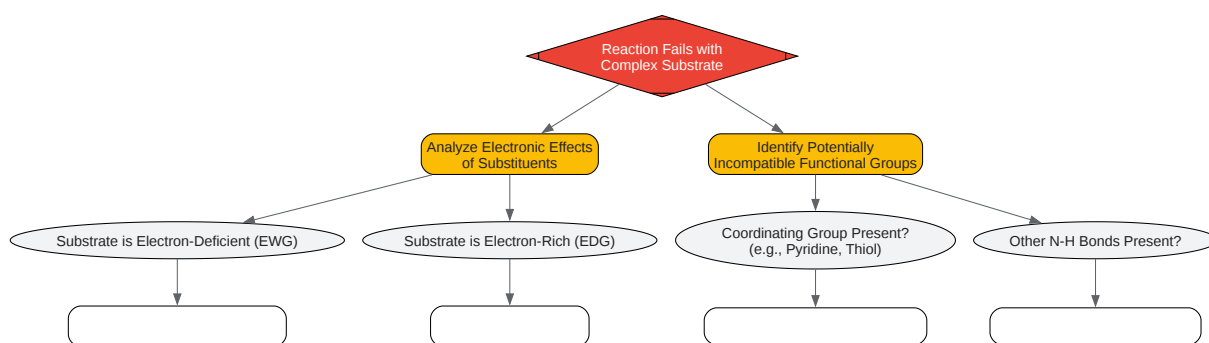 Reaction Fails with
Complex Substrate
Analyze Electronic Effects
of Substituents
Identify Potentially
Incompatible Functional Groups
Substrate is Electron-Deficient (EWG)
Substrate is Electron-Rich (EDG)
Coordinating Group Present?
(e.g., Pyridine, Thiol)
Other N-H Bonds Present?